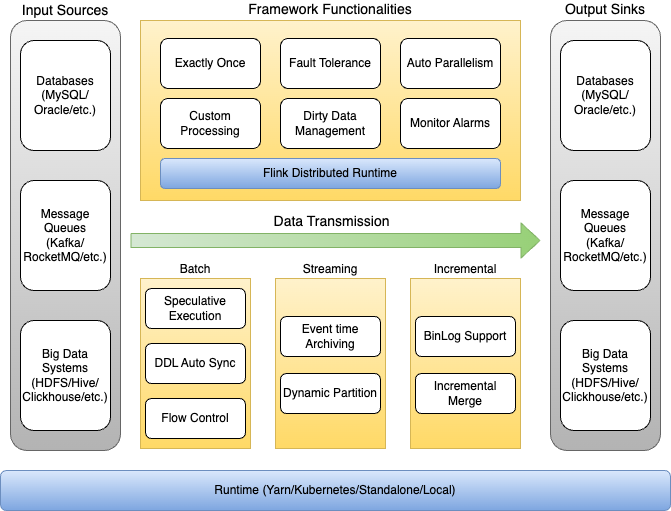 Input Sources
Framework Functionalities
Output Sinks
Databases
(MySQL/
Oracle/etc.)
Message
Queues
(Kafka/
RocketMQ/etc.)
Big Data
Systems
(HDFS/Hive/
Clickhouse/etc.)
Exactly Once
Fault Tolerance
Auto Parallelism
Custom
Processing
Dirty Data
Management
Monitor Alarms
Flink Distributed Runtime
Data Transmission
Batch
Speculative
Execution
DDL Auto Sync
Flow Control
Streaming
Event time
Archiving
Dynamic Partition
Incremental
BinLog Support
Incremental
Merge
Databases
(MySQL/
Oracle/etc.)
Message
Queues
(Kafka/
RocketMQ/etc.)
Big Data
Systems
(HDFS/Hive/
Clickhouse/etc.)
Runtime (Yarn/Kubernetes/Standalone/Local)